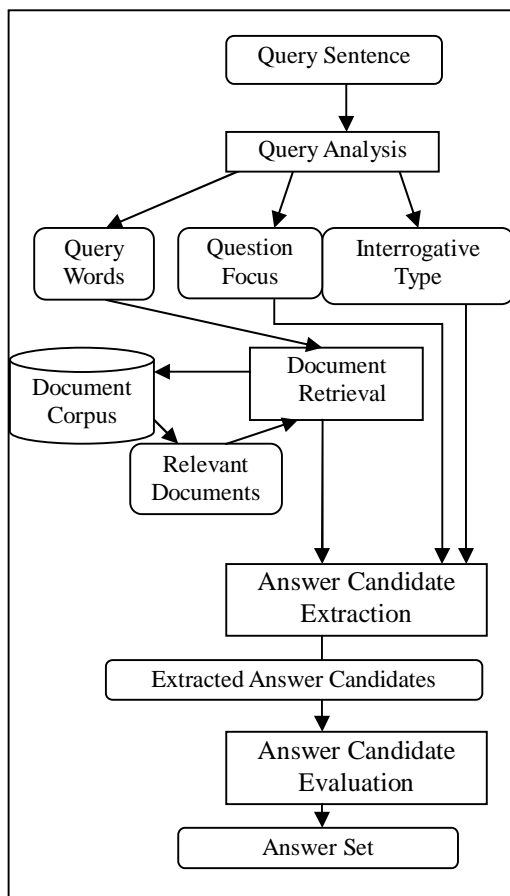 Query Sentence
Query Analysis
Query
Words
Question
Focus
Interrogative
Type
Document
Retrieval
Document
Corpus
Relevant
Documents
Answer Candidate
Extraction
Extracted Answer Candidates
Answer Candidate
Evaluation
Answer Set